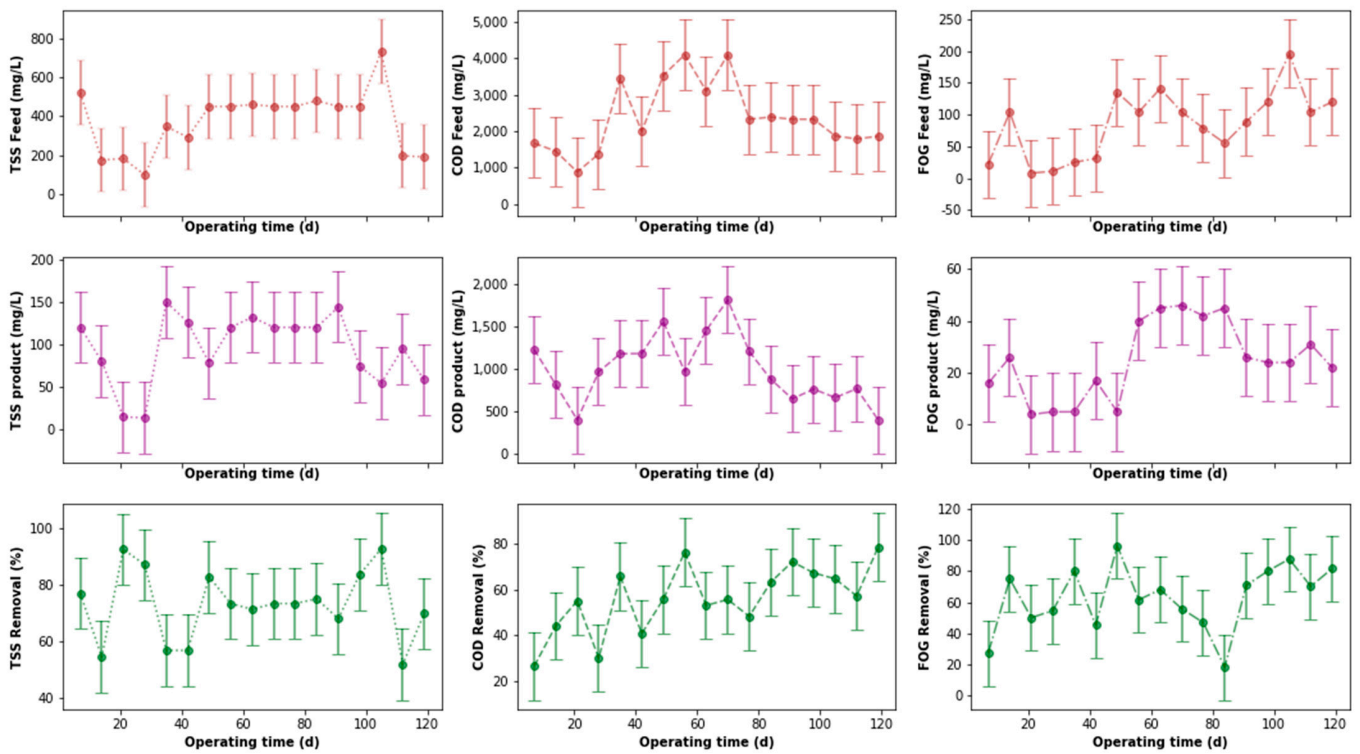 TSS Feed (mg/L)
800
600
400
200
0
Operating time (d)
COD Feed (mg/L)
5,000
4,000
3,000
2,000
1,000
0
Operating time (d)
FOG Feed (mg/L)
250
200
150
100
50
0
-50
Operating time (d)
TSS product (mg/L)
200
150
100
50
0
Operating time (d)
COD product (mg/L)
2,000
1,500
1,000
500
0
Operating time (d)
FOG product (mg/L)
60
40
20
0
Operating time (d)
TSS Removal (%)
100
80
60
40
20 40 60 80 100 120
Operating time (d)
COD Removal (%)
80
60
40
20
20 40 60 80 100 120
Operating time (d)
FOG Removal (%)
120
100
80
60
40
20
0
20 40 60 80 100 120
Operating time (d)